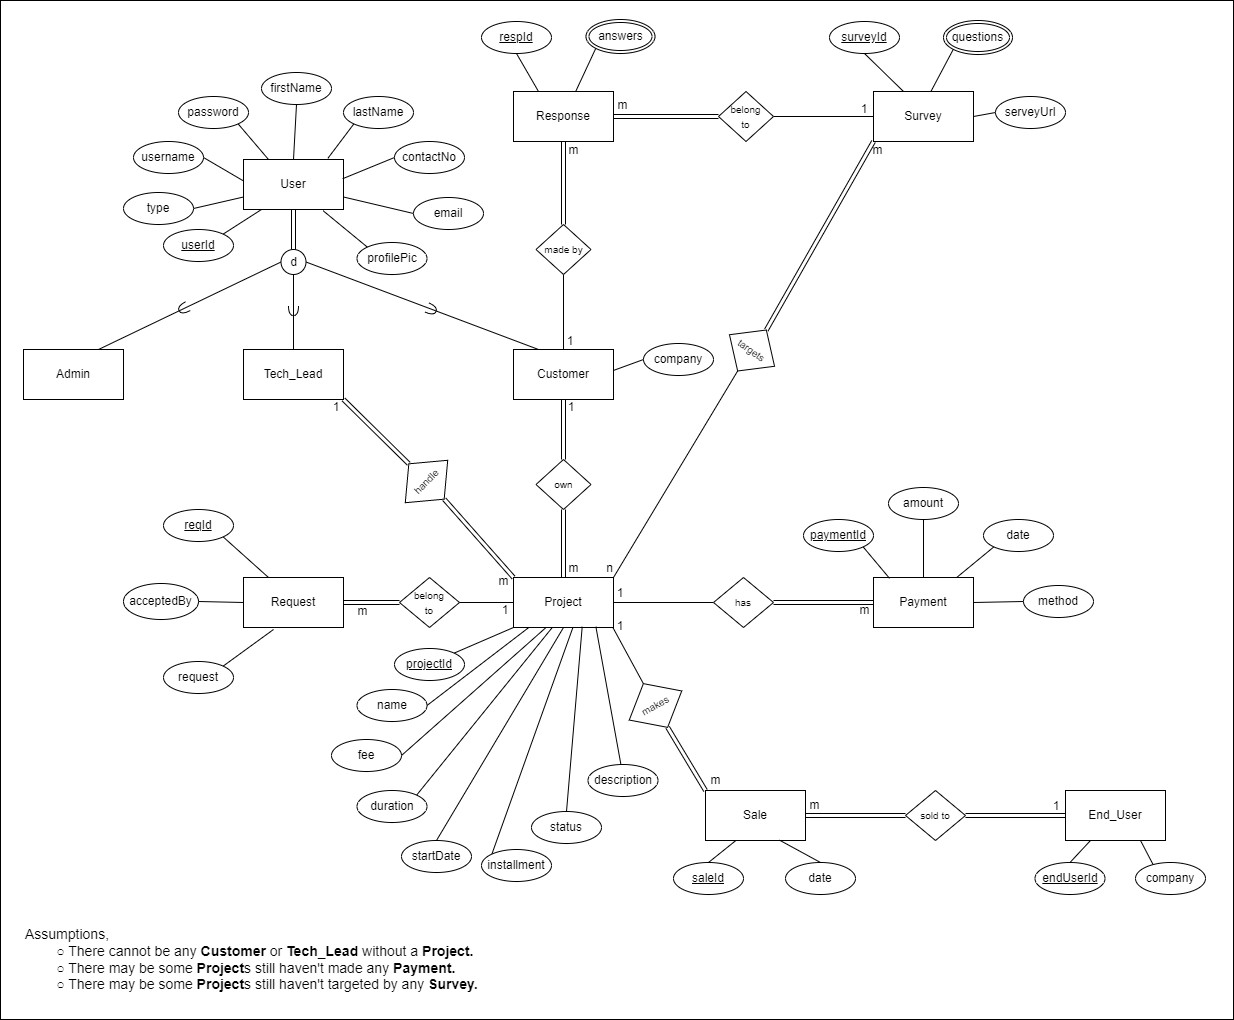 respId
answers
surveyId
questions
firstName
password
lastName
Response
m
belong
to
1
Survey
serveyUrl
username
contactNo
User
m
m
type
email
userId
profilePic
d
made by
targets
1
Admin
Tech_Lead
Customer
company
1
1
handle
own
reqId
amount
paymentId
date
m
m
n
Request
acceptedBy
m
belong
to
1
Project
1
has
m
Payment
method
1
request
projectId
name
makes
fee
description
m
duration
status
Sale
m
sold to
1
End_User
startDate
installment
saleId
date
endUserId
company
Assumptions,
○ There cannot be any Customer or Tech_Lead without a Project.
○ There may be some Projects still haven't made any Payment.
○ There may be some Projects still haven't targeted by any Survey.